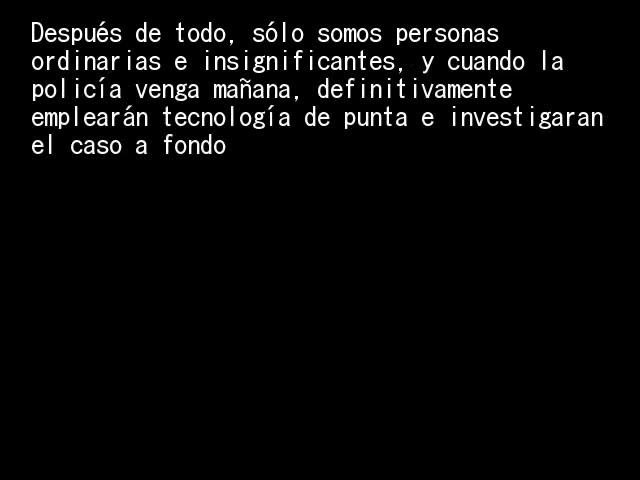 Después de todo, sólo somos personas
ordinarias e insignificantes, y cuando la
policía venga mañana, definitivamente
emplearán tecnología de punta e investigaran
el caso a fondo